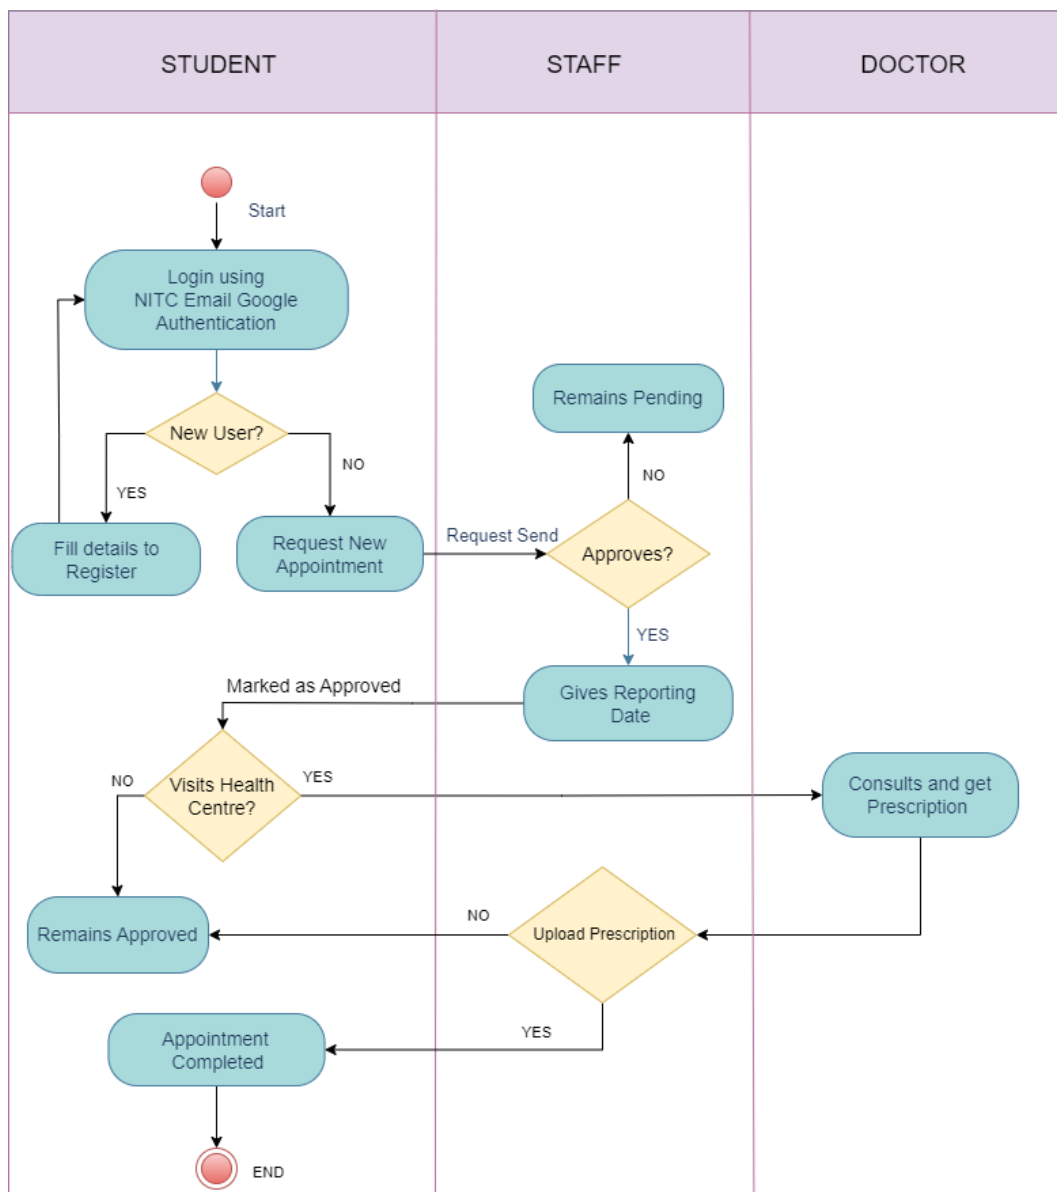 STUDENT
STAFF
DOCTOR
Start
Login using
NITC Email Google
Authentication
Remains Pending
New User?
NO
NO
YES
Request Send
Fill details to
Register
Request New
Appointment
Approves?
YES
Marked as Approved
Gives Reporting
Date
NO
Visits Health
Centre?
YES
Consults and get
Prescription
Remains Approved
NO
Upload Prescription
YES
Appointment
Completed
END